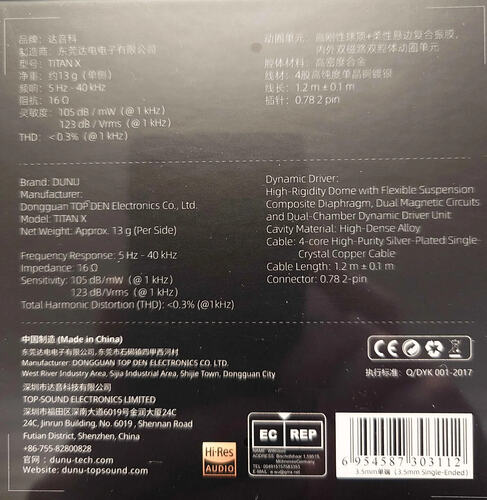 品牌：达音科
制造商：东莞达电电子有限公司
型号：TITAN X
净重：约13 g (单侧)
频响：5 Hz - 40 kHz
阻抗：16 Ω
灵敏度：105 dB / mW (@ 1 kHz)
123 dB / Vrms (@ 1 kHz)
THD：< 0.3% (@ 1 kHz)
动圈单元：高刚性球顶+柔性悬边复合振膜,
内外双磁路双腔体动圈单元
腔体材料：高密度合金
线材：4股高纯度单晶铜镀银
线长：1.2 m ± 0.1 m
插针：0.78 2 pin
Brand: DUNU
Manufacturer:
Dongguan TOP DEN Electronics Co., Ltd.
Model: TITAN X
Net Weight: Approx. 13 g (Per Side)
Frequency Response: 5 Hz - 40 kHz
Impedance: 16 Ω
Sensitivity: 105 dB/mW (@1 kHz)
123 dB/Vrms (@ 1 kHz)
Total Harmonic Distortion (THD): <0.3% (@1kHz)
Dynamic Driver:
High-Rigidity Dome with Flexible Suspension
Composite Diaphragm, Dual Magnetic Circuits
and Dual-Chamber Dynamic Driver Unit
Cavity Material: High-Dense Alloy
Cable: 4-core High-Purity Silver-Plated Single-
Crystal Copper Cable
Cable Length: 1.2 m ± 0.1 m
Connector: 0.78 2-pin
中国制造 (Made in China)
东莞达电电子有限公司, 东莞市石碣镇四甲西河村
Manufacturer: DONGGUAN TOP DEN ELECTRONICS CO. LTD.
West River Industry Area, Sijia Industrial Area, Shijie Town, Dongguan City
深圳市达音科技有限公司
TOP-SOUND ELECTRONICS LIMITED
深圳市福田区深南大道6019号金润大厦24C
24C, Jinrun Building, No. 6019 , Shennan Road
Futian District, Shenzhen, China
☎: +86-755-82800828
官网：dunu-tech.com
Website: dunu-topsound.com
CE
执行标准：Q/DYK 001-2017
Hi-Res
AUDIO
EC REP
6 954587 303112
3.5mm单端 (3.5mm Single-Ended)